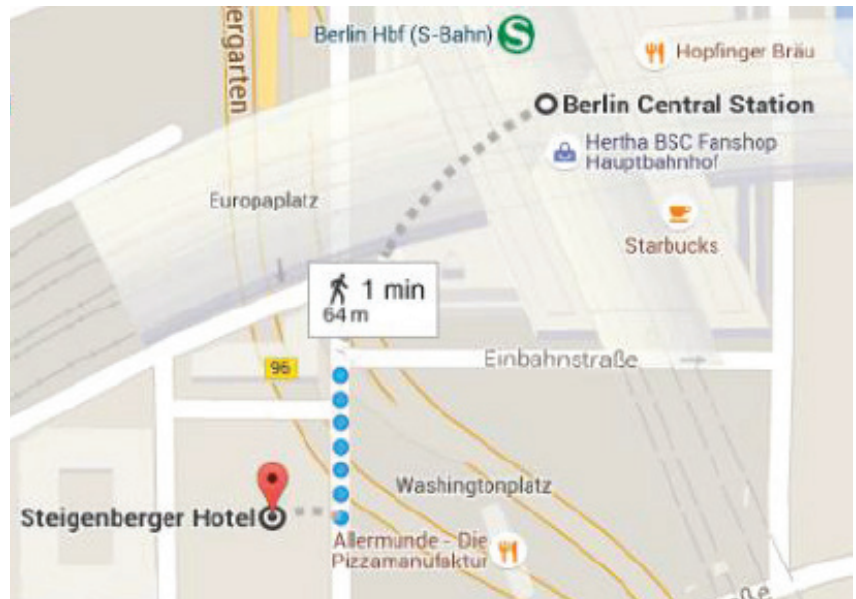 Berlin Hbf (S-Bahn)
S
Hopfinger Bräu
ergarten
Berlin Central Station
Hertha BSC Fanshop
Hauptbahnhof
Europaplatz
Starbucks
1 min
64 m
Einbahnstraße
96
Washingtonplatz
Steigenberger Hotel
Allermunde - Die
Pizzamanufaktur
aße